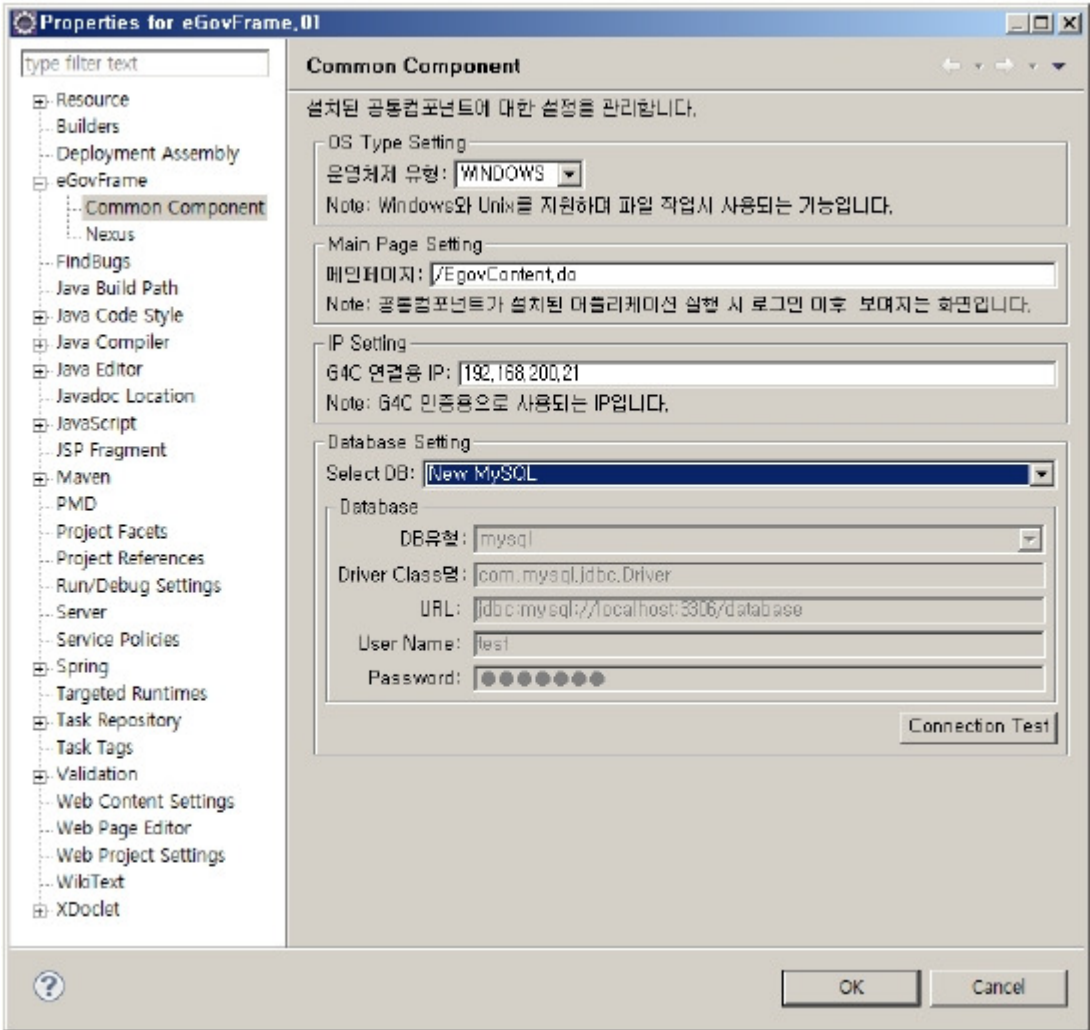 Properties for eGovFrame.01
type filter text
Common Component
Resource
Builders
Deployment Assembly
eGovFrame
Common Component
Nexus
FindBugs
Java Build Path
Java Code Style
Java Compiler
Java Editor
Javadoc Location
JavaScript
JSP Fragment
Maven
PMD
Project Facets
Project References
Run/Debug Settings
Server
Service Policies
Spring
Targeted Runtimes
Task Repository
Task Tags
Validation
Web Content Settings
Web Page Editor
Web Project Settings
WikiText
XDoclet
설치된 공통컴포넌트에 대한 설정을 관리합니다.
OS Type Setting
운영체제 유형: WINDOWS
Note: Windows와 Unix를 지원하며 파일 작업시 사용되는 기능입니다.
Main Page Setting
메인페이지: /EgovContent.do
Note: 공통컴포넌트가 설치된 어플리케이션 실행 시 로그인 이후 보여지는 화면입니다.
IP Setting
G4C 연결용 IP: 192.168.200.21
Note: G4C 인증용으로 사용되는 IP입니다.
Database Setting
Select DB: New MySQL
Database
DB유형: mysql
Driver Class명: com.mysql.jdbc.Driver
URL: jdbc:mysql://localhost:3306/database
User Name: test
Password: ●●●●●●●
Connection Test
OK
Cancel